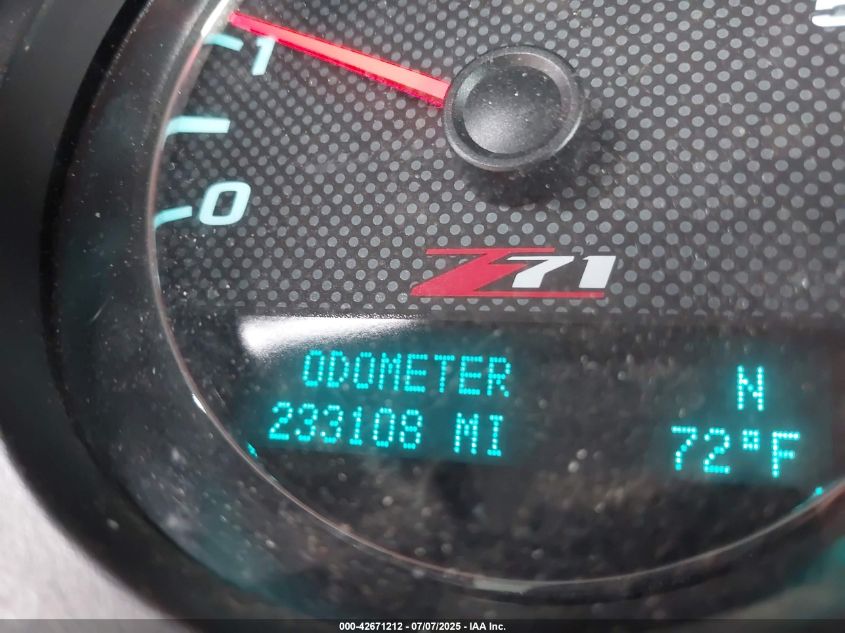 1
0
Z71
ODOMETER
233108 MI
N
72°F
000-42671212 - 07/07/2025 - IAA Inc.